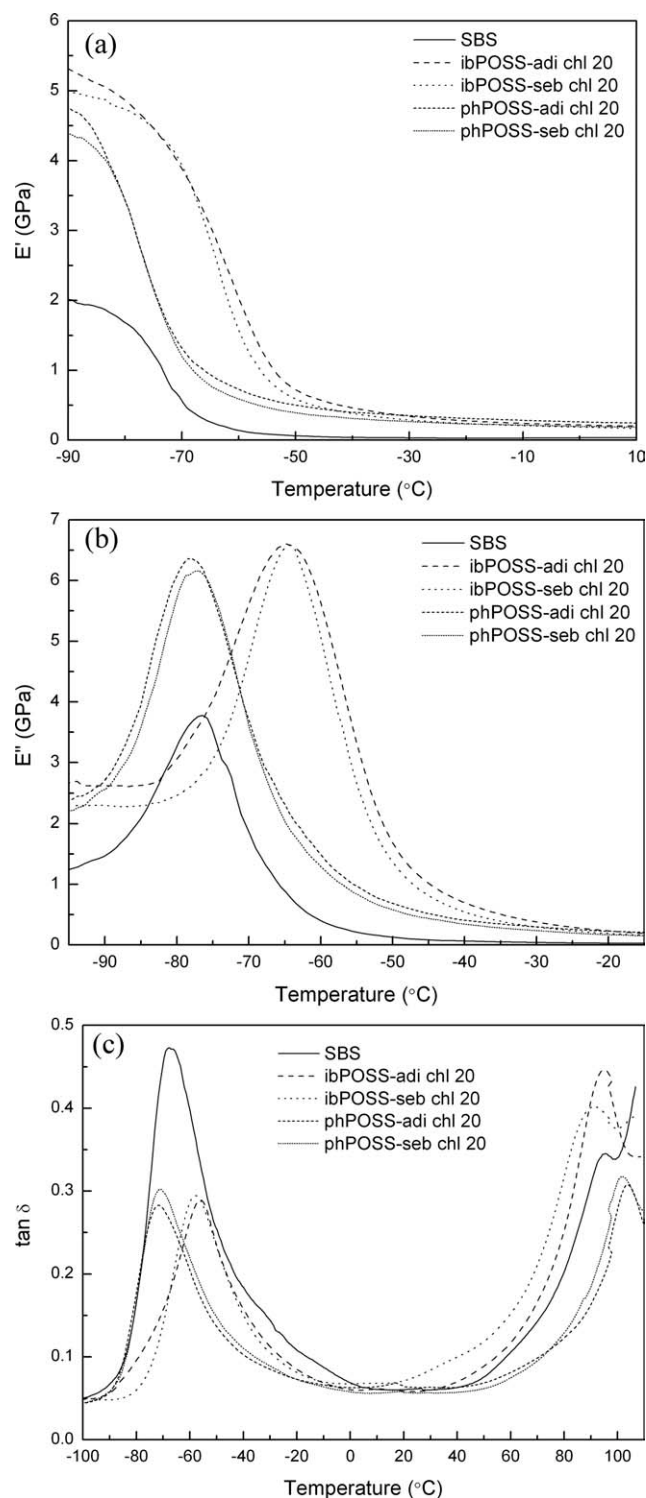 (a)
SBS
ibPOSS-adi chl 20
ibPOSS-seb chl 20
phPOSS-adi chl 20
phPOSS-seb chl 20
6
5
4
3
2
1
0
E' (GPa)
-90 -70 -50 -30 -10 10
Temperature (°C)
(b)
SBS
ibPOSS-adi chl 20
ibPOSS-seb chl 20
phPOSS-adi chl 20
phPOSS-seb chl 20
7
6
5
4
3
2
1
0
E" (GPa)
-90 -80 -70 -60 -50 -40 -30 -20
Temperature (°C)
(c)
SBS
ibPOSS-adi chl 20
ibPOSS-seb chl 20
phPOSS-adi chl 20
phPOSS-seb chl 20
0.5
0.4
0.3
0.2
0.1
0.0
tan δ
-100 -80 -60 -40 -20 0 20 40 60 80 100
Temperature (°C)